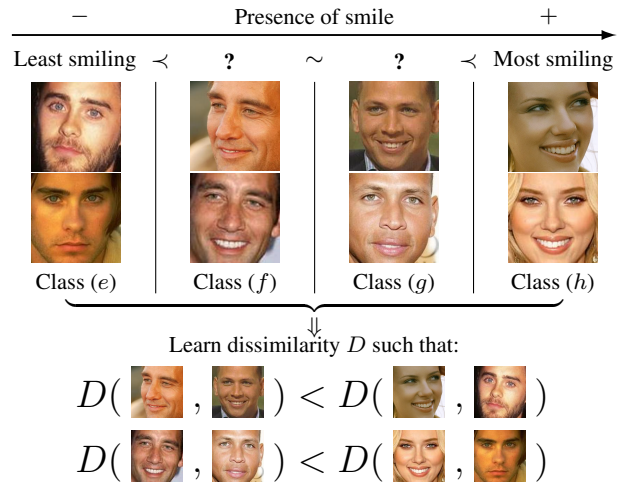 − Presence of smile +
Least smiling ≺ ? ∼ ? ≺ Most smiling
Class (e) Class (f) Class (g) Class (h)
⇓
Learn dissimilarity D such that:
D( , ) < D( , )
D( , ) < D( , )